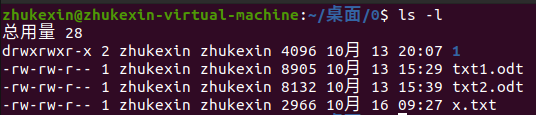 zhukexin@zhukexin-virtual-machine:~/桌面/0$ ls -l
总用量 28
drwxrwxr-x 2 zhukexin zhukexin 4096 10月 13 20:07 1
-rw-rw-r-- 1 zhukexin zhukexin 8905 10月 13 15:29 txt1.odt
-rw-rw-r-- 1 zhukexin zhukexin 8132 10月 13 15:39 txt2.odt
-rw-rw-r-- 1 zhukexin zhukexin 2966 10月 16 09:27 x.txt